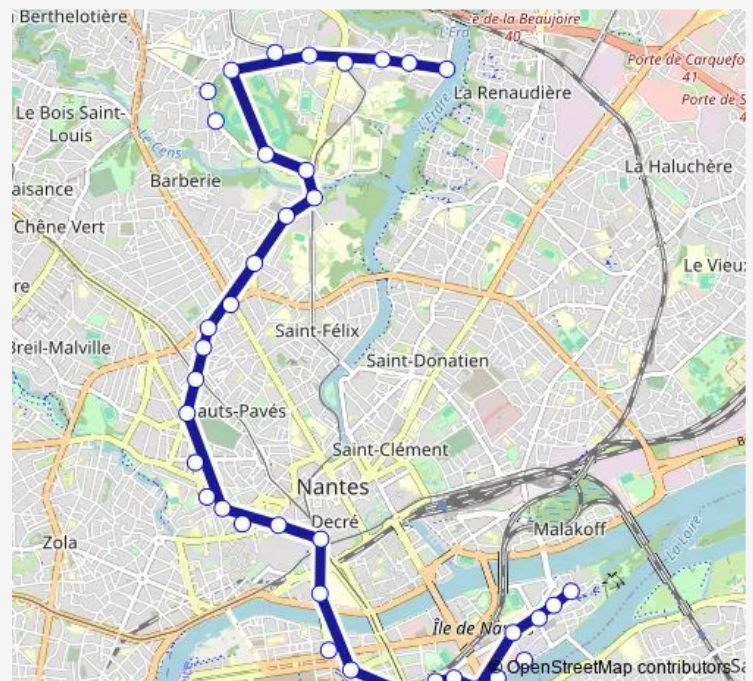 Berthelotière
e de la Beaujoire
40
l'Erd
Porte de Carquefo
41
La Renaudière
Porte de S
4
Le Bois Saint-
Louis
Le Cens
L'Erdre
La Haluchère
aisance
Barberie
Chêne Vert
Le Vieu
re
Saint-Félix
Breil-Malville
Saint-Donatien
auts-Pavés
Saint-Clément
Nantes
Decré
Malakoff
Zola
La Loire
Île de Na
© OpenStreetMap contributors